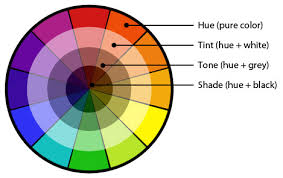 Hue (pure color)
Tint (hue + white)
Tone (hue + grey)
Shade (hue + black)